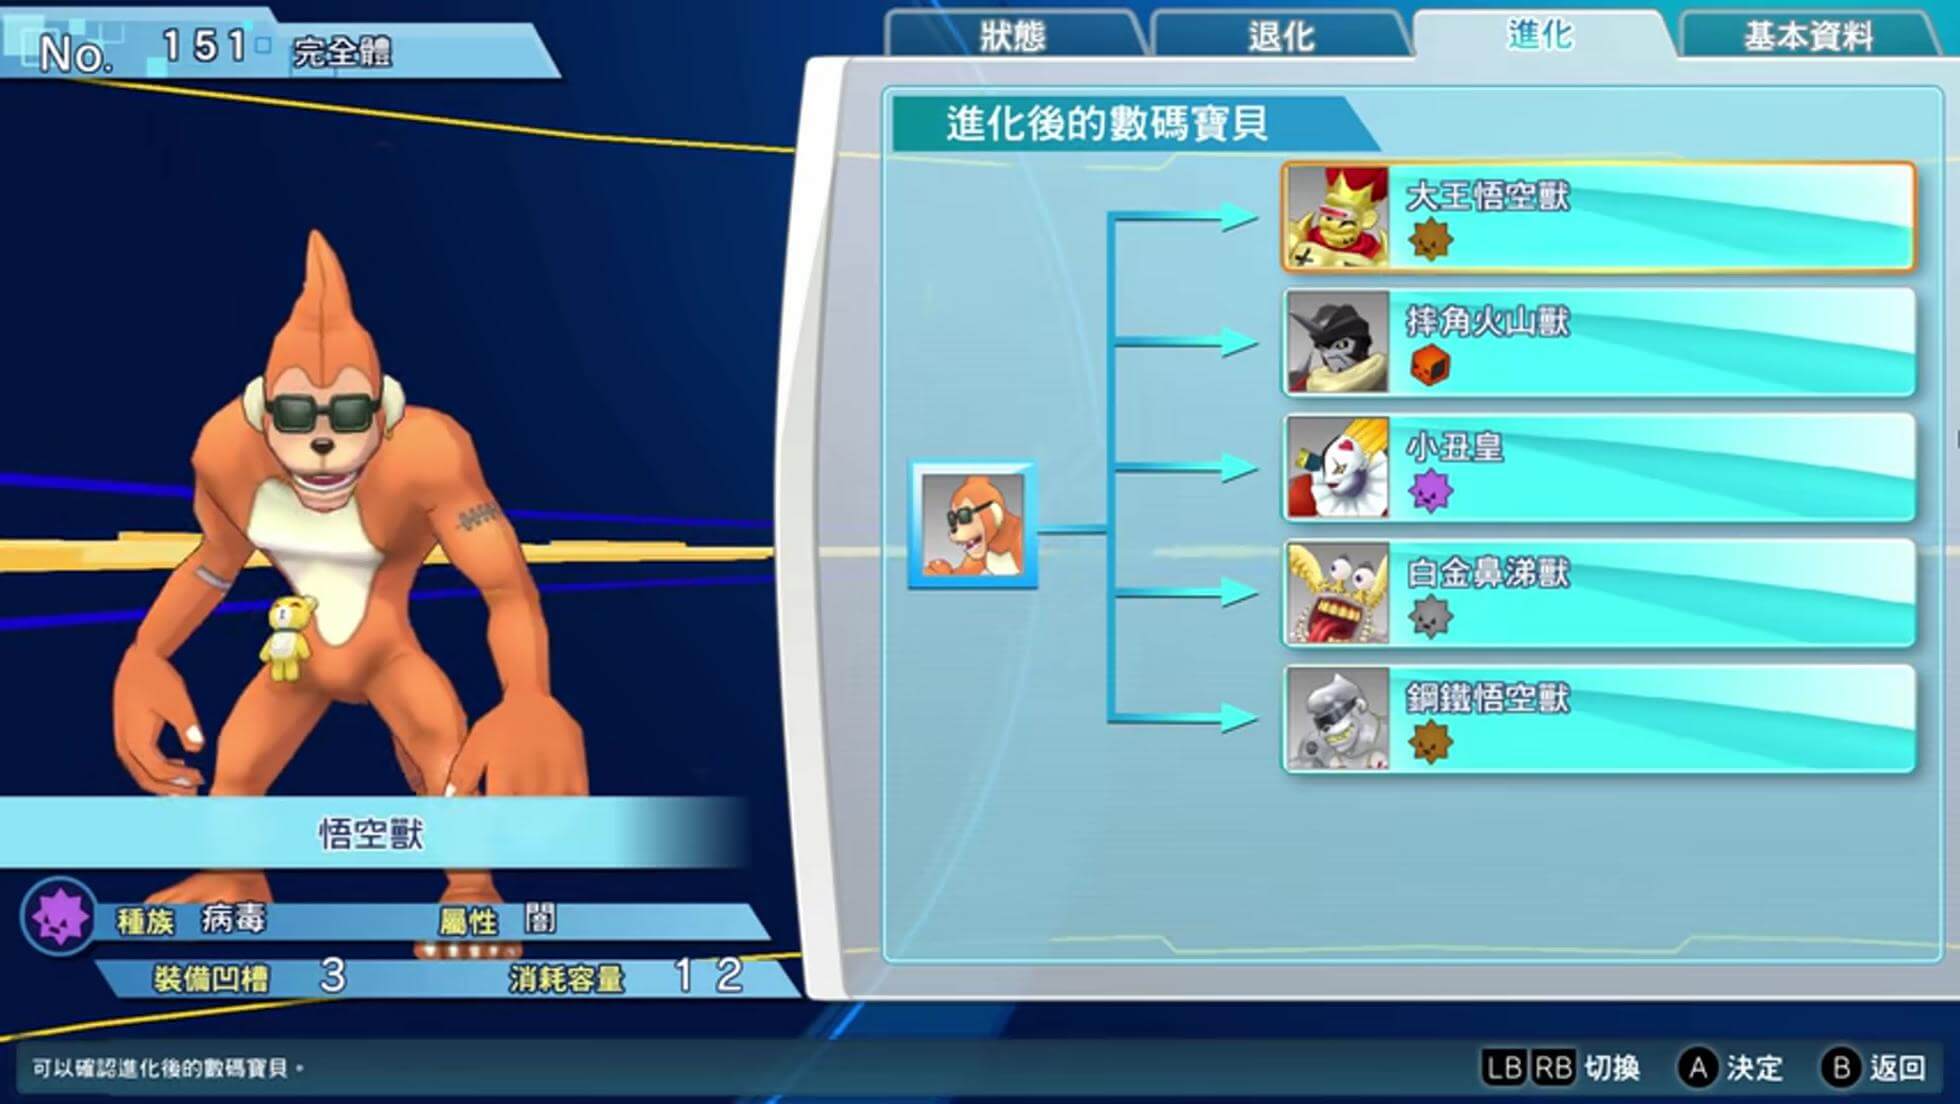 No. 151 完全體
狀態 退化 進化 基本資料
進化後的數碼寶貝
大王悟空獸
摔角火山獸
小丑皇
白金鼻涕獸
鋼鐵悟空獸
悟空獸
種族 病毒 屬性 闇
裝備凹槽 3 消耗容量 12
可以確認進化後的數碼寶貝。
LB RB 切換 A 決定 B 返回